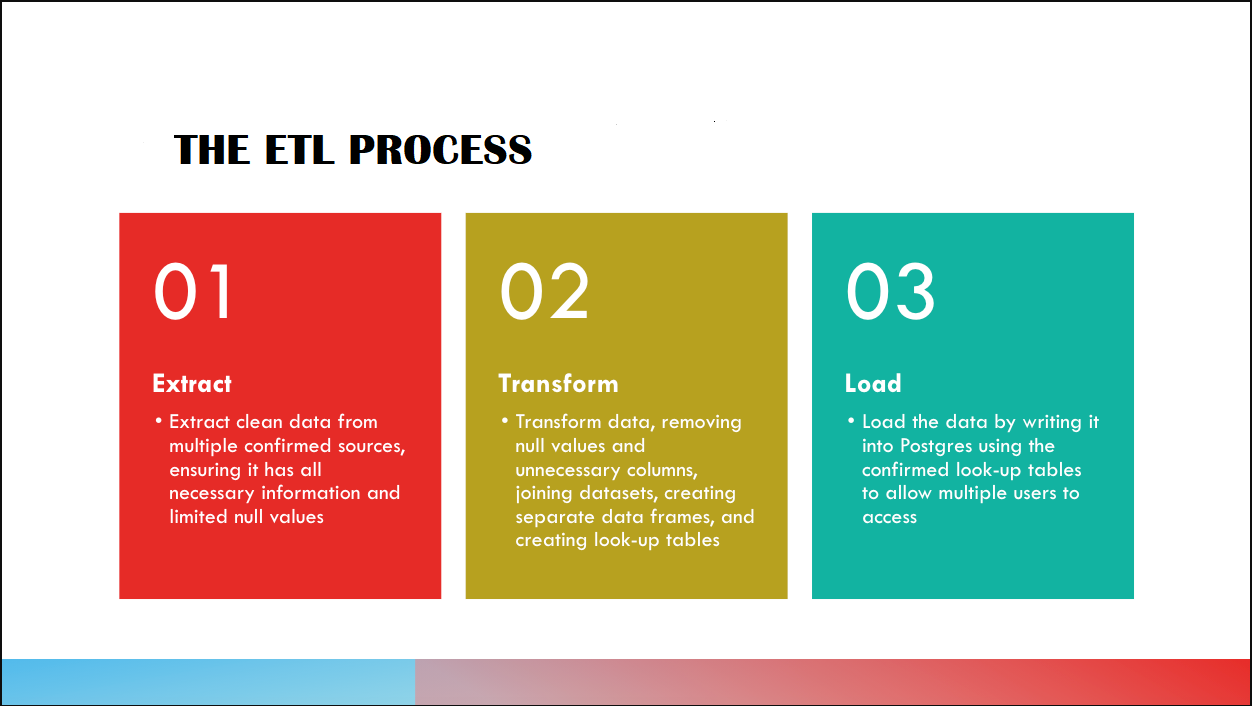 THE ETL PROCESS
01
Extract
• Extract clean data from
multiple confirmed sources,
ensuring it has all
necessary information and
limited null values
02
Transform
• Transform data, removing
null values and
unnecessary columns,
joining datasets, creating
separate data frames, and
creating look-up tables
03
Load
• Load the data by writing it
into Postgres using the
confirmed look-up tables
to allow multiple users to
access